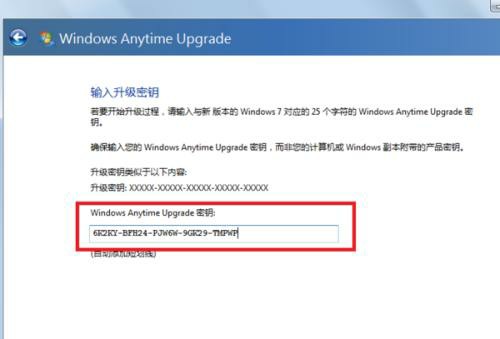 Windows Anytime Upgrade
输入升级密钥
若要开始升级过程，请输入与新 版本的 Windows 7 对应的 25 个字符的 Windows Anytime Upgrade 密
钥。
确保输入您的 Windows Anytime Upgrade 密钥，而非您的计算机或 Windows 副本附带的产品密钥。
升级密钥类似于以下内容:
升级密钥: XXXXX-XXXXX-XXXXX-XXXXX-XXXXX
Windows Anytime Upgrade 密钥:
6K2KY-BFH24-PJW6W-9GK29-TMPWP
(自动添加短划线)